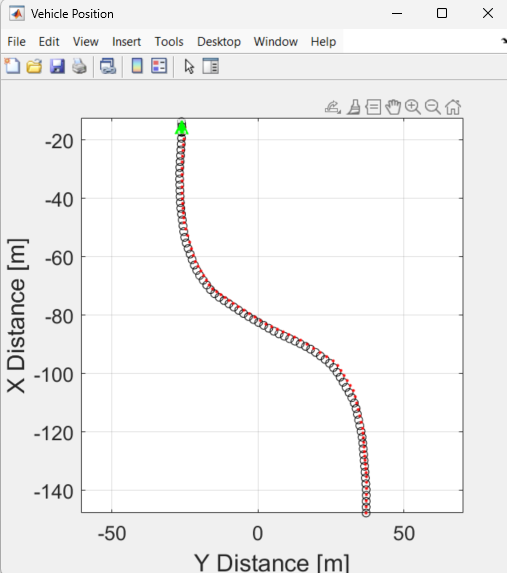 Vehicle Position
File Edit View Insert Tools Desktop Window Help
-20
-40
-60
-80
-100
-120
-140
X Distance [m]
-50 0 50
Y Distance [m]